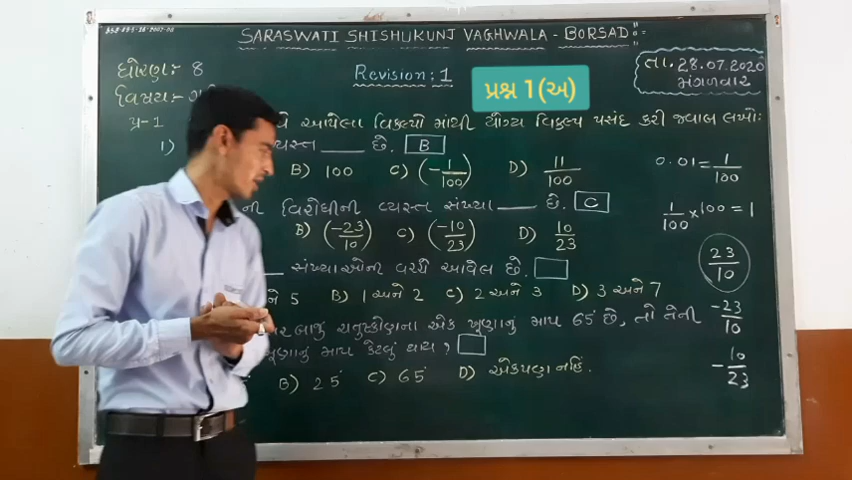 SARASWATI SHISHUKUNJ VAGHWALA - BORSAD
તા. 28.07.2020
મંગળવાર
ધોરણ:- 8
Revision: 1
પ્રશ્ન 1(અ)
વિષય:-
પ્ર-1 આપેલા વિકલ્પો માંથી યોગ્ય વિકલ્પ પસંદ કરી જવાબ લખો:
1) વ્યસ્ત ____ છે. [B]
B) 100 C) (-1/100) D) 11/100
0.01 = 1/100
ની વિરોધીની વ્યસ્ત સંખ્યા ____ છે. [C]
1/100 × 100 = 1
B) (-23/10) C) (-10/23) D) 10/23
23/10
સંખ્યાઓની વચ્ચે આવેલ છે.
ને 5 B) 1 અને 2 C) 2 અને 3 D) 3 અને 7
-23/10
બાજુ ચતુષ્કોણના એક ખૂણાનું માપ 65° છે, તો તેની
ખૂણાનું માપ કેટલું થાય?
-10/23
B) 25° C) 65° D) એકપણ નહિં.